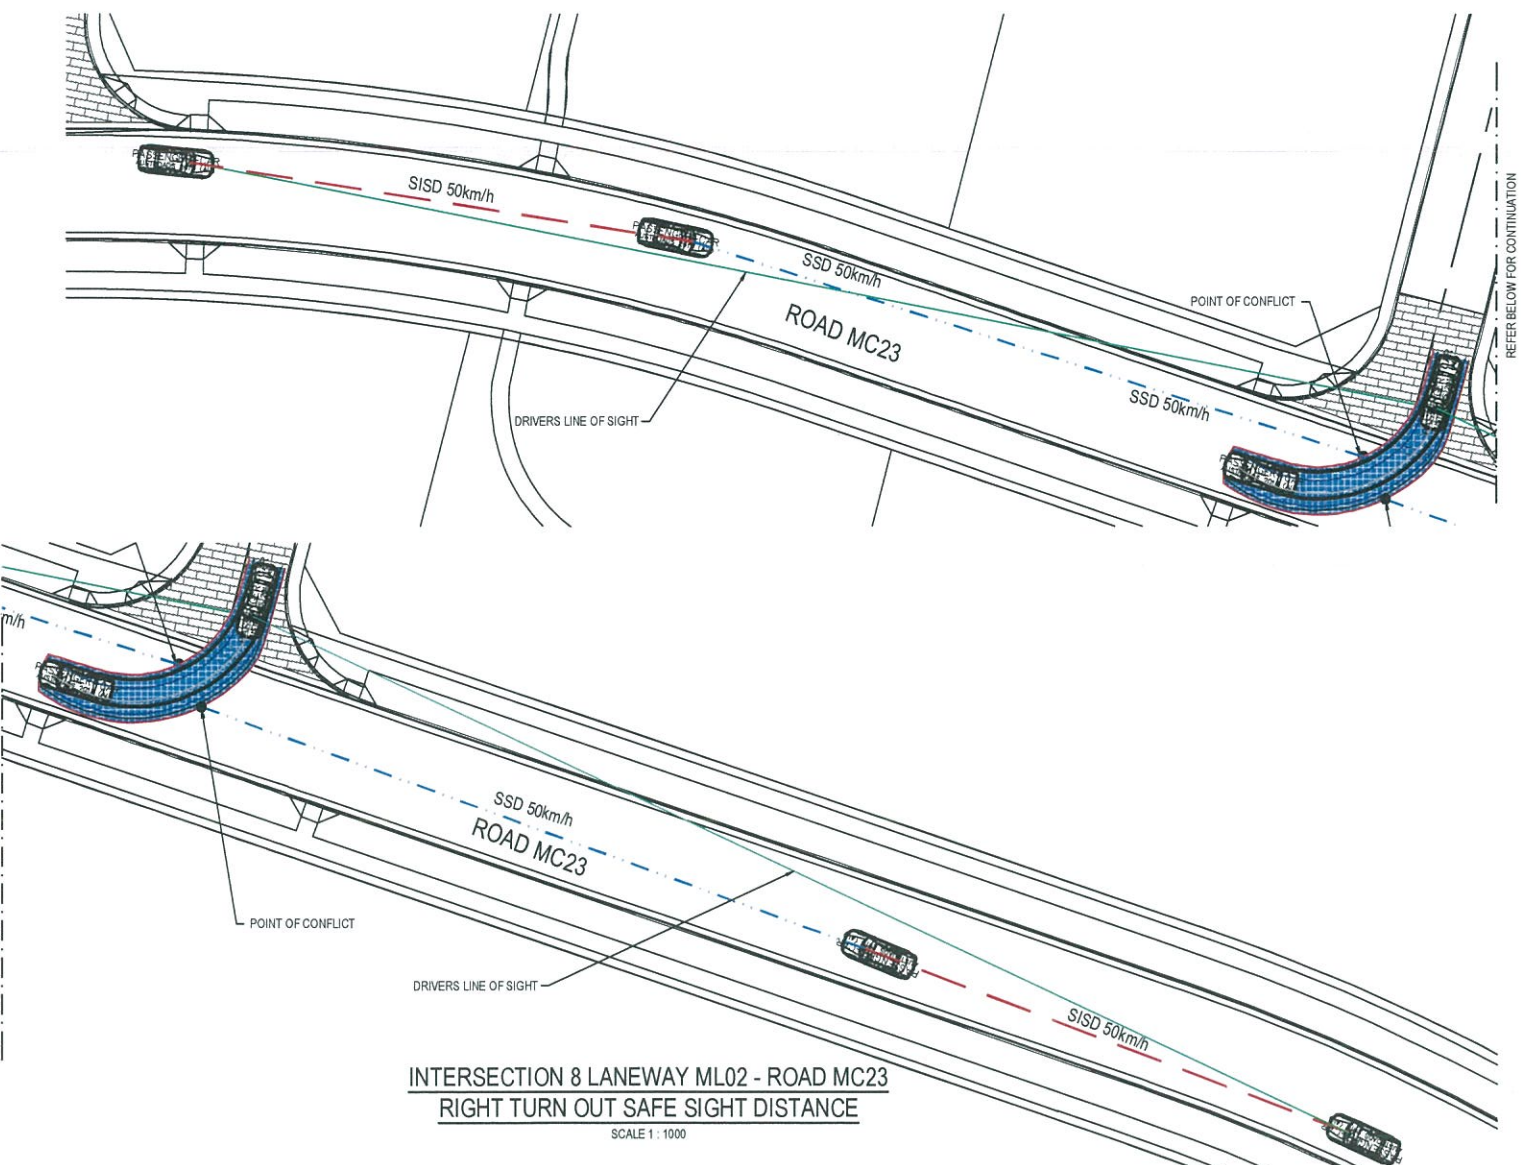 SISD 50km/h
SSD 50km/h
ROAD MC23
POINT OF CONFLICT
SSD 50km/h
DRIVERS LINE OF SIGHT
REFER BELOW FOR CONTINUATION
m/h
SSD 50km/h
ROAD MC23
POINT OF CONFLICT
DRIVERS LINE OF SIGHT
SISD 50km/h
INTERSECTION 8 LANEWAY ML02 - ROAD MC23
RIGHT TURN OUT SAFE SIGHT DISTANCE
SCALE 1 : 1000